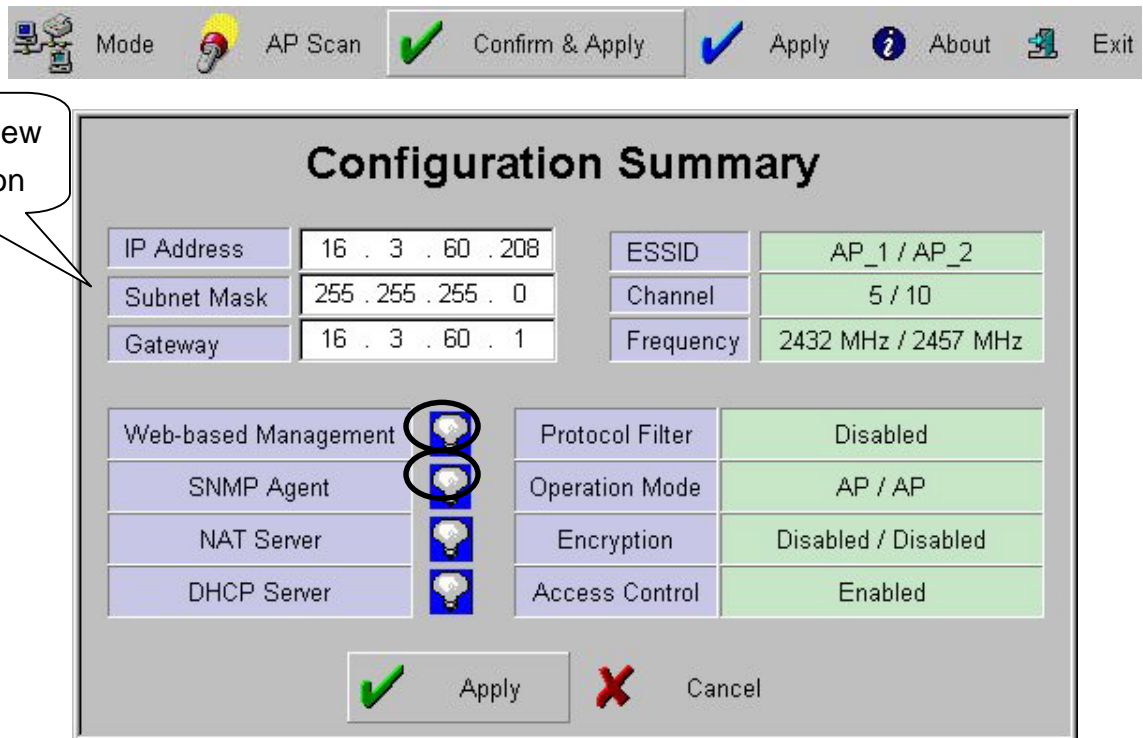 Mode AP Scan Confirm & Apply Apply About Exit
ew
on
Configuration Summary
IP Address 16 . 3 . 60 . 208 ESSID AP_1 / AP_2
Subnet Mask 255 . 255 . 255 . 0 Channel 5 / 10
Gateway 16 . 3 . 60 . 1 Frequency 2432 MHz / 2457 MHz
Web-based Management Protocol Filter Disabled
SNMP Agent Operation Mode AP / AP
NAT Server Encryption Disabled / Disabled
DHCP Server Access Control Enabled
Apply Cancel